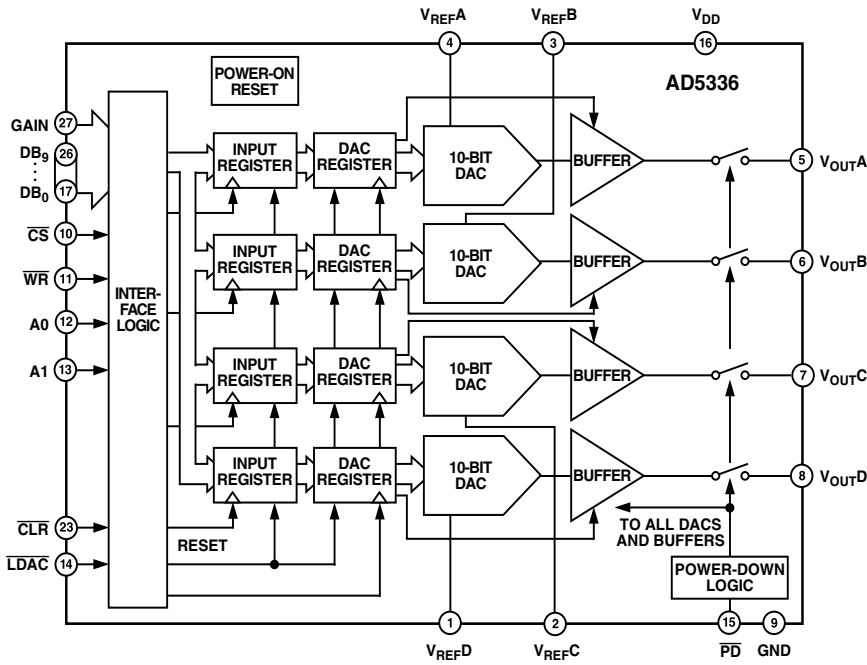 VREFA VREFB VDD
4 3 16
POWER-ON
RESET
AD5336
GAIN 27
DB9 26
DB0 17
CS 10
WR 11
A0 12
A1 13
CLR 23
LDAC 14
INTER-
FACE
LOGIC
INPUT
REGISTER
DAC
REGISTER
10-BIT
DAC
BUFFER
5 VOUTA
INPUT
REGISTER
DAC
REGISTER
10-BIT
DAC
BUFFER
6 VOUTB
INPUT
REGISTER
DAC
REGISTER
10-BIT
DAC
BUFFER
7 VOUTC
INPUT
REGISTER
DAC
REGISTER
10-BIT
DAC
BUFFER
8 VOUTD
RESET
TO ALL DACS
AND BUFFERS
POWER-DOWN
LOGIC
1 2 15 9
VREFD VREFC PD GND